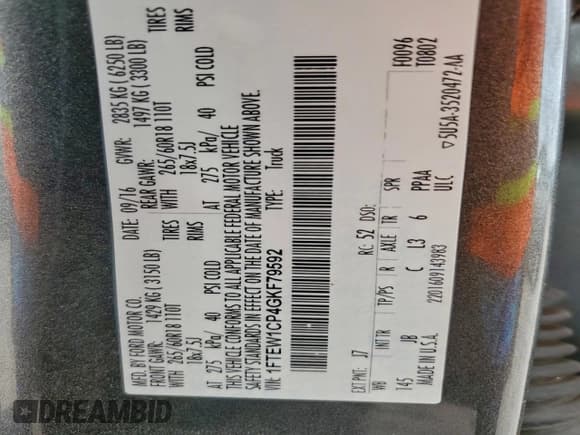 MFD. BY FORD MOTOR CO.
DATE: 09/16 GVWR: 2835 KG ( 6250 LB)
FRONT GAWR: 1429 KG ( 3150 LB) REAR GAWR: 1497 KG ( 3300 LB)
WITH 265/60R18 110T TIRES WITH 265/60R18 110T TIRES
18x7.5J RIMS 18x7.5J RIMS
AT 275 kPa/ 40 PSI COLD AT 275 kPa/ 40 PSI COLD
THIS VEHICLE CONFORMS TO ALL APPLICABLE FEDERAL MOTOR VEHICLE
SAFETY STANDARDS IN EFFECT ON THE DATE OF MANUFACTURE SHOWN ABOVE.
VIN: 1FTEW1CP4GKF79592 TYPE: Truck
F0096
T0802
EXT PNT: J7 RC: 52 DSO:
WB INT TR TP/PS R AXLE TR SPR
145 JB C L3 6 PPAA
MADE IN U.S.A. 2201609143983 ULC
▽ 5U5A-3520472-AA
DREAMBID